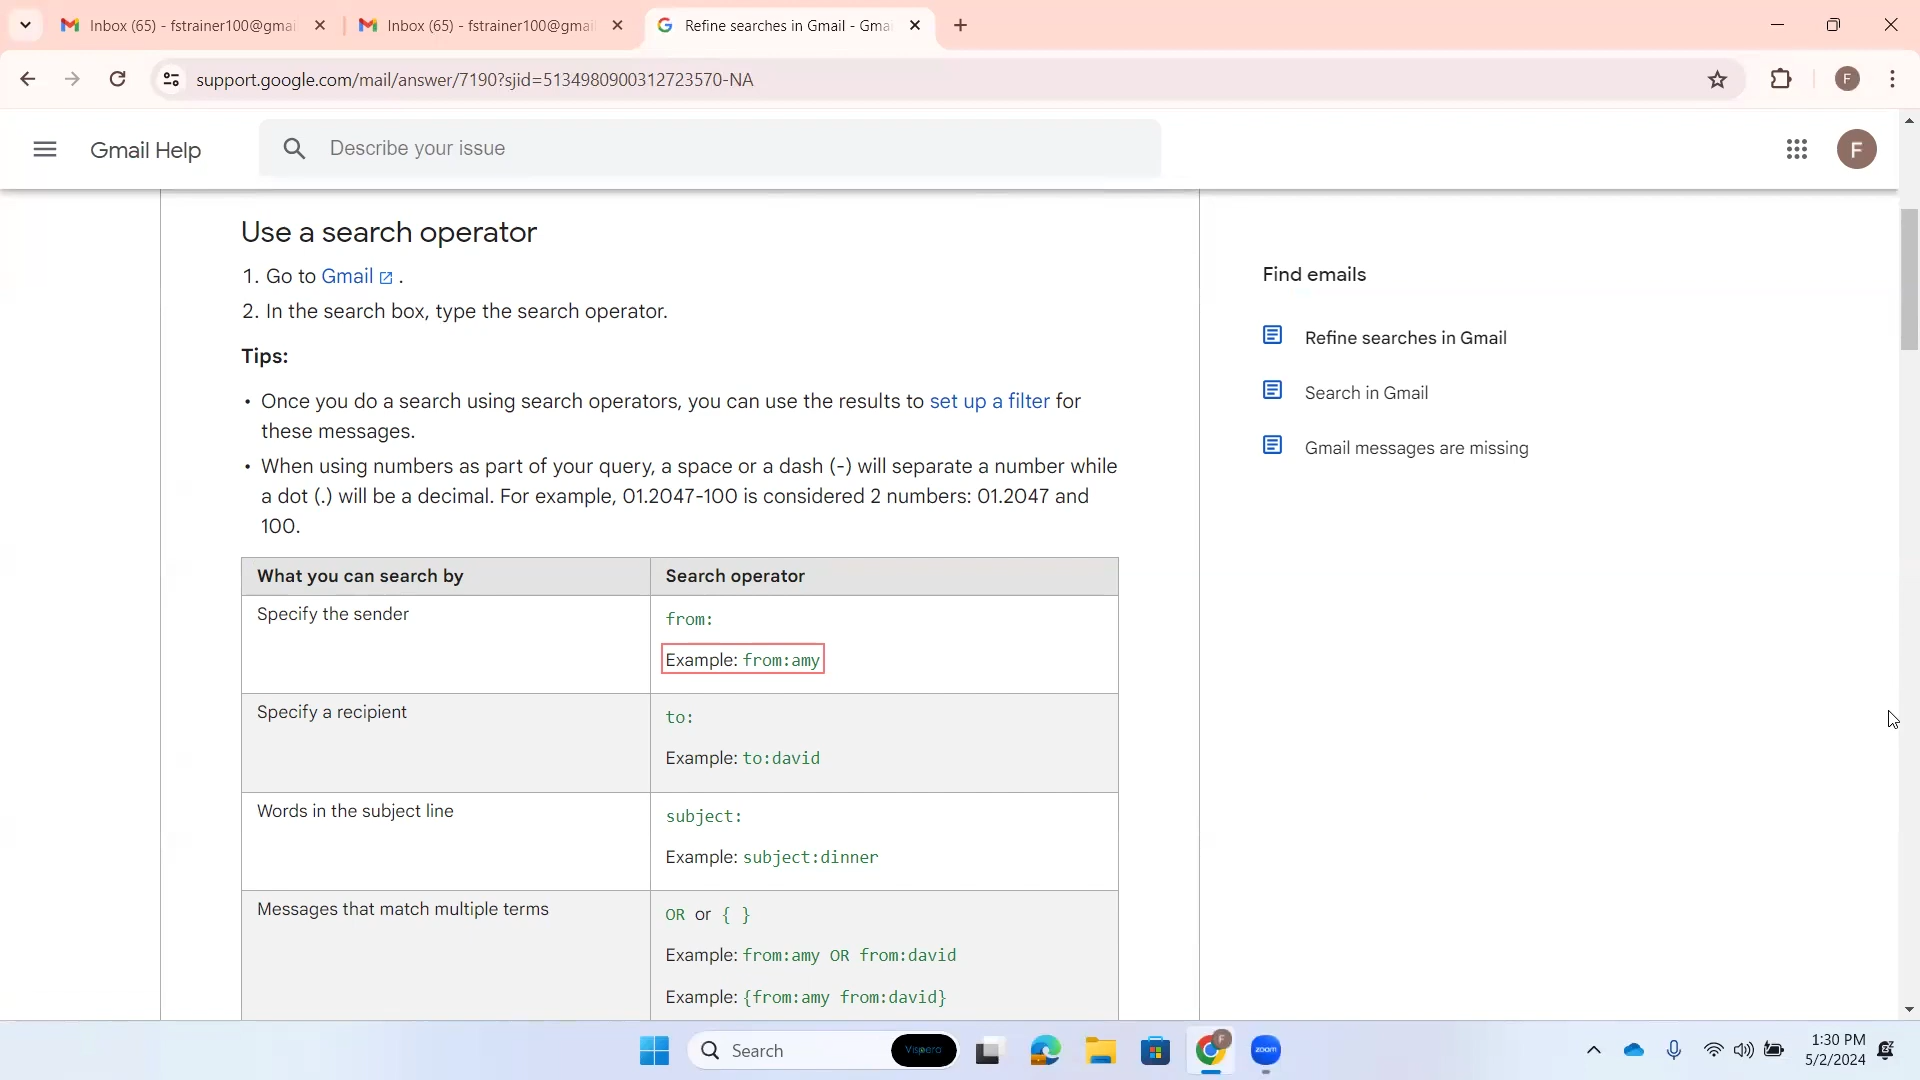 Inbox (65) - fstrainer100@gmai
Inbox (65) - fstrainer100@gmai
Refine searches in Gmail - Gma
support.google.com/mail/answer/7190?sjid=5134980900312723570-NA
F
Gmail Help
Describe your issue
F
Use a search operator
1. Go to Gmail .
2. In the search box, type the search operator.
Tips:
• Once you do a search using search operators, you can use the results to set up a filter for
these messages.
• When using numbers as part of your query, a space or a dash (-) will separate a number while
a dot (.) will be a decimal. For example, 01.2047-100 is considered 2 numbers: 01.2047 and
100.
What you can search by
Search operator
Specify the sender
from:
Example: from:amy
Specify a recipient
to:
Example: to:david
Words in the subject line
subject:
Example: subject:dinner
Messages that match multiple terms
OR or { }
Example: from:amy OR from:david
Example: {from:amy from:david}
Find emails
Refine searches in Gmail
Search in Gmail
Gmail messages are missing
Search
Vispero
F
zoom
1:30 PM
5/2/2024